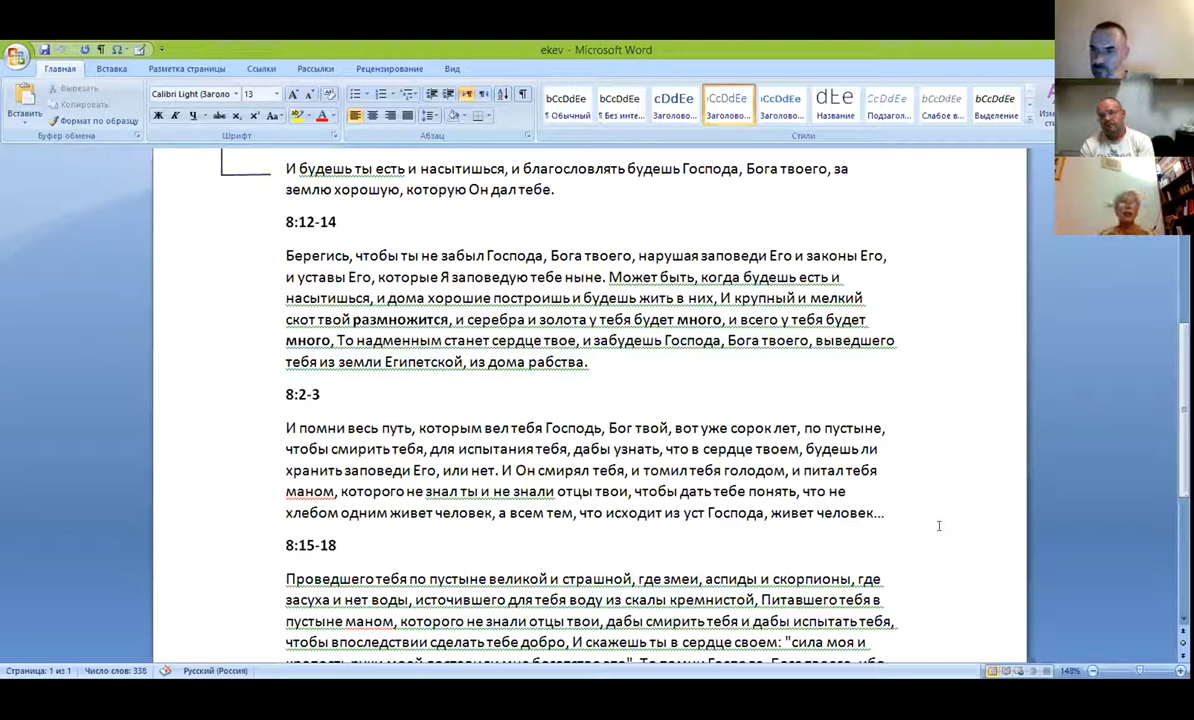 ekev - Microsoft Word
Главная Вставка Разметка страницы Ссылки Рассылки Рецензирование Вид
Вставить
Вырезать
Копировать
Формат по образцу
Буфер обмена
Calibri Light (Заголо 13
Шрифт
Абзац
bCcDdEe bCcDdEe cDdEe ıCcDdEe ıCcDdEe dEe CcDdEe bCcDdEe bCcDdEe
¶ Обычный ¶ Без инте... Заголово... Заголово... Заголово... Название Подзагол... Слабое в... Выделение
Стили
И будешь ты есть и насытишься, и благословлять будешь Господа, Бога твоего, за
землю хорошую, которую Он дал тебе.
8:12-14
Берегись, чтобы ты не забыл Господа, Бога твоего, нарушая заповеди Его и законы Его,
и уставы Его, которые Я заповедую тебе ныне. Может быть, когда будешь есть и
насытишься, и дома хорошие построишь и будешь жить в них, И крупный и мелкий
скот твой размножится, и серебра и золота у тебя будет много, и всего у тебя будет
много, То надменным станет сердце твое, и забудешь Господа, Бога твоего, выведшего
тебя из земли Египетской, из дома рабства.
8:2-3
И помни весь путь, которым вел тебя Господь, Бог твой, вот уже сорок лет, по пустыне,
чтобы смирить тебя, для испытания тебя, дабы узнать, что в сердце твоем, будешь ли
хранить заповеди Его, или нет. И Он смирял тебя, и томил тебя голодом, и питал тебя
маном, которого не знал ты и не знали отцы твои, чтобы дать тебе понять, что не
хлебом одним живет человек, а всем тем, что исходит из уст Господа, живет человек...
8:15-18
Проведшего тебя по пустыне великой и страшной, где змеи, аспиды и скорпионы, где
засуха и нет воды, источившего для тебя воду из скалы кремнистой, Питавшего тебя в
пустыне маном, которого не знали отцы твои, дабы смирить тебя и дабы испытать тебя,
чтобы впоследствии сделать тебе добро, И скажешь ты в сердце своем: "сила моя и
Страница: 1 из 1 Число слов: 338 Русский (Россия) 148%